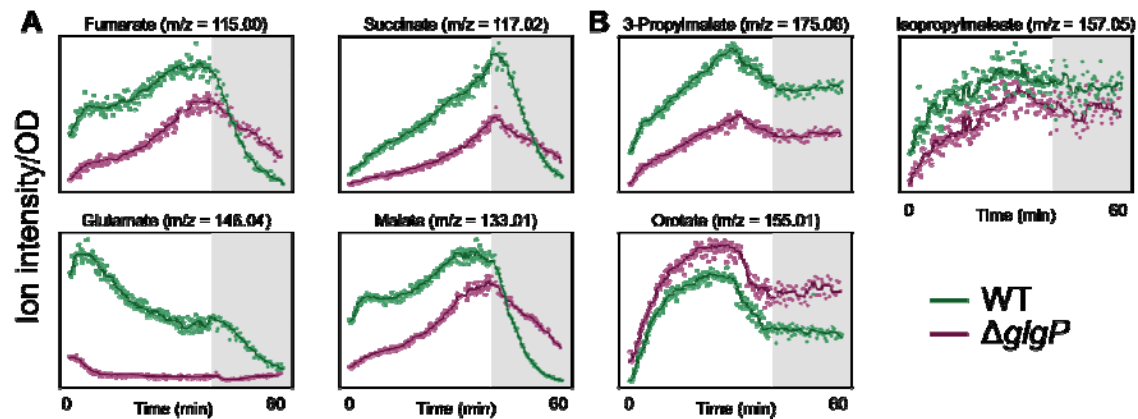 A
Fumarate (m/z = 115.00)
Succinate (m/z = 117.02)
B
3-Propylmalate (m/z = 175.06)
Isopropylmaleate (m/z = 157.05)
Ion intensity/OD
0 Time (min) 60
Glutamate (m/z = 146.04)
Malate (m/z = 133.01)
Orotate (m/z = 155.01)
WT
ΔglgP
0 Time (min) 60
0 Time (min) 60
0 Time (min) 60